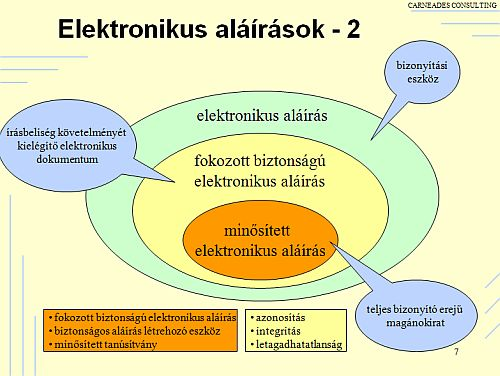 CARNEADES CONSULTING
Elektronikus aláírások - 2
bizonyítási
eszköz
elektronikus aláírás
írásbeliség követelményét
kielégítő elektronikus
dokumentum
fokozott biztonságú
elektronikus aláírás
minősített
elektronikus aláírás
teljes bizonyító erejű
magánokirat
• fokozott biztonságú elektronikus aláírás
• biztonságos aláírás létrehozó eszköz
• minősített tanúsítvány
• azonosítás
• integritás
• letagadhatatlanság
7